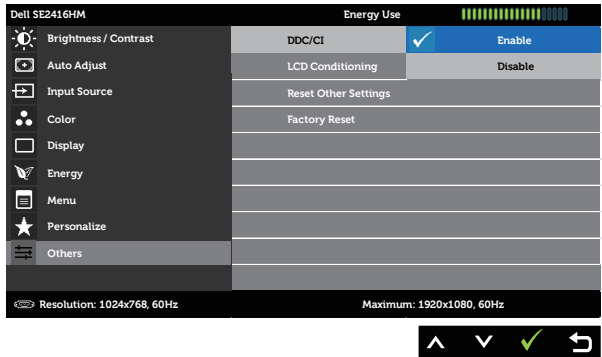 Dell SE2416HM Energy Use
Brightness / Contrast DDC/CI Enable
Auto Adjust LCD Conditioning Disable
Input Source Reset Other Settings
Color Factory Reset
Display
Energy
Menu
Personalize
Others
Resolution: 1024x768, 60Hz Maximum: 1920x1080, 60Hz